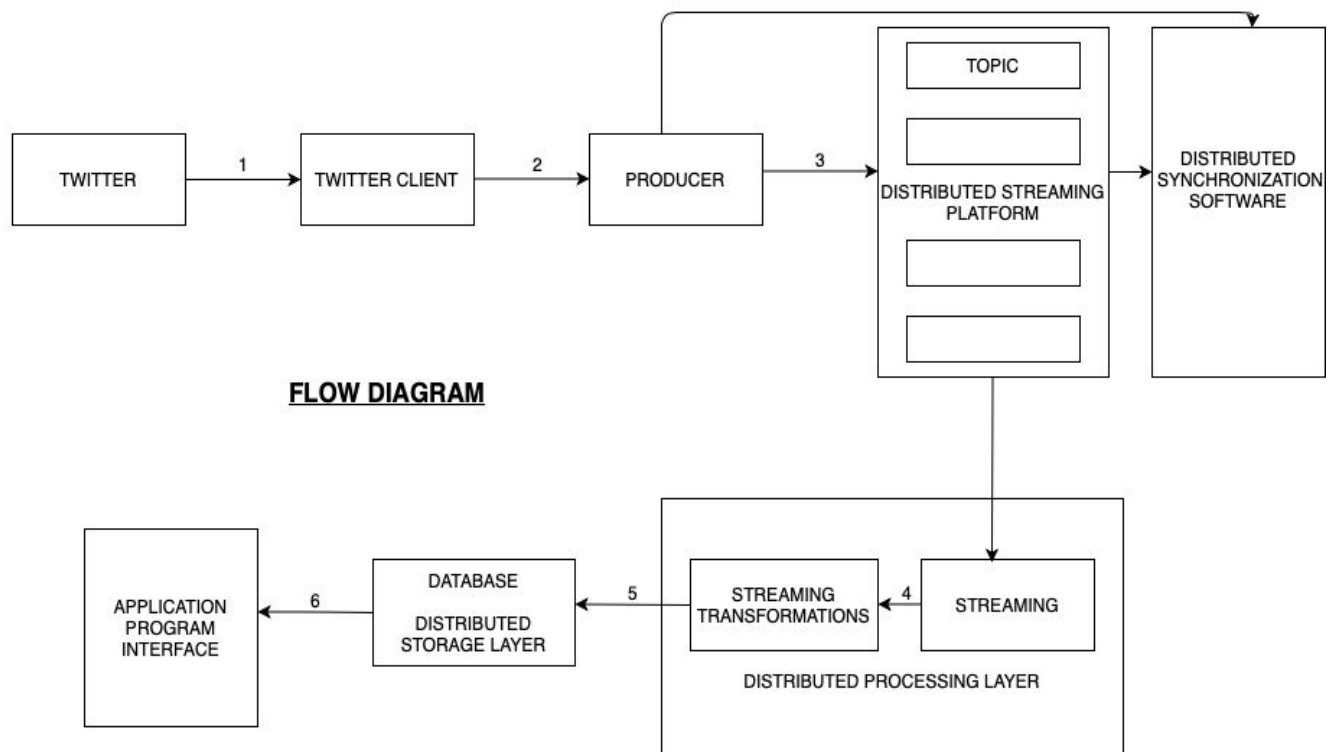 TOPIC
TWITTER
1
TWITTER CLIENT
2
PRODUCER
3
DISTRIBUTED STREAMING
PLATFORM
DISTRIBUTED
SYNCHRONIZATION
SOFTWARE
FLOW DIAGRAM
APPLICATION
PROGRAM
INTERFACE
6
DATABASE
DISTRIBUTED
STORAGE LAYER
5
STREAMING
TRANSFORMATIONS
4
STREAMING
DISTRIBUTED PROCESSING LAYER